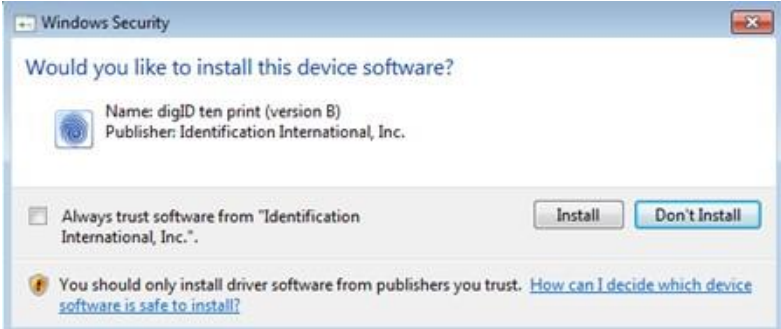 Windows Security
Would you like to install this device software?
Name: digID ten print (version B)
Publisher: Identification International, Inc.
Always trust software from "Identification
International, Inc.".
Install
Don't Install
You should only install driver software from publishers you trust. How can I decide which device
software is safe to install?